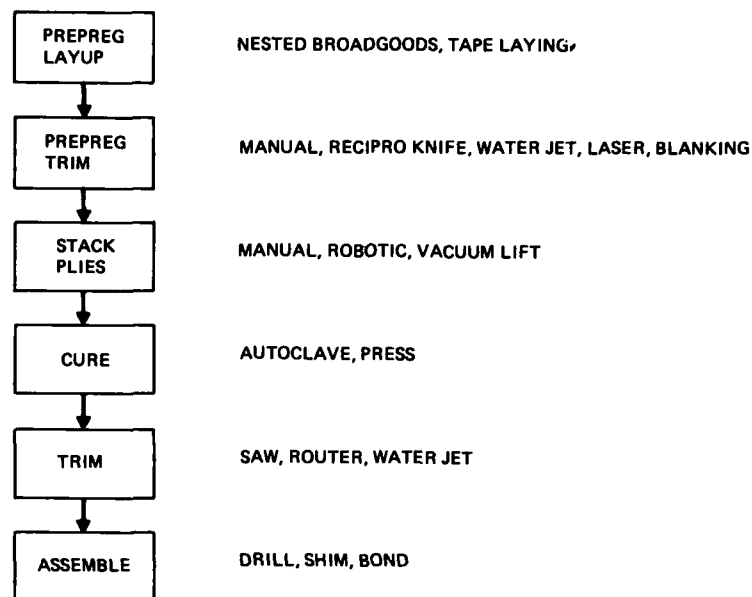 PREPREG
LAYUP
NESTED BROADGOODS, TAPE LAYING,
PREPREG
TRIM
MANUAL, RECIPRO KNIFE, WATER JET, LASER, BLANKING
STACK
PLIES
MANUAL, ROBOTIC, VACUUM LIFT
CURE
AUTOCLAVE, PRESS
TRIM
SAW, ROUTER, WATER JET
ASSEMBLE
DRILL, SHIM, BOND